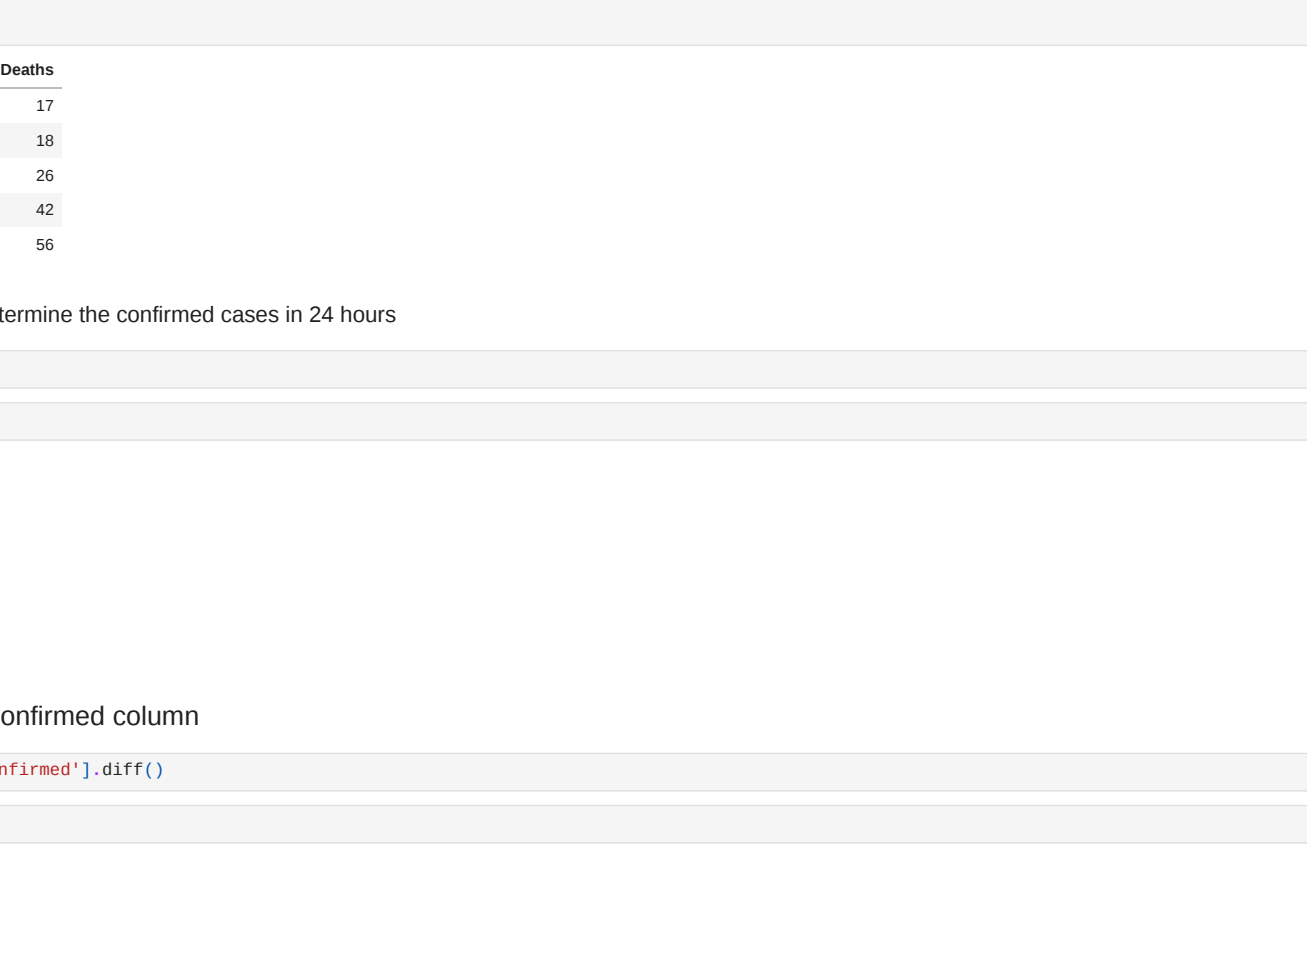 Deaths
17
18
26
42
56
termine the confirmed cases in 24 hours
onfirmed column
nfirmed'].diff()